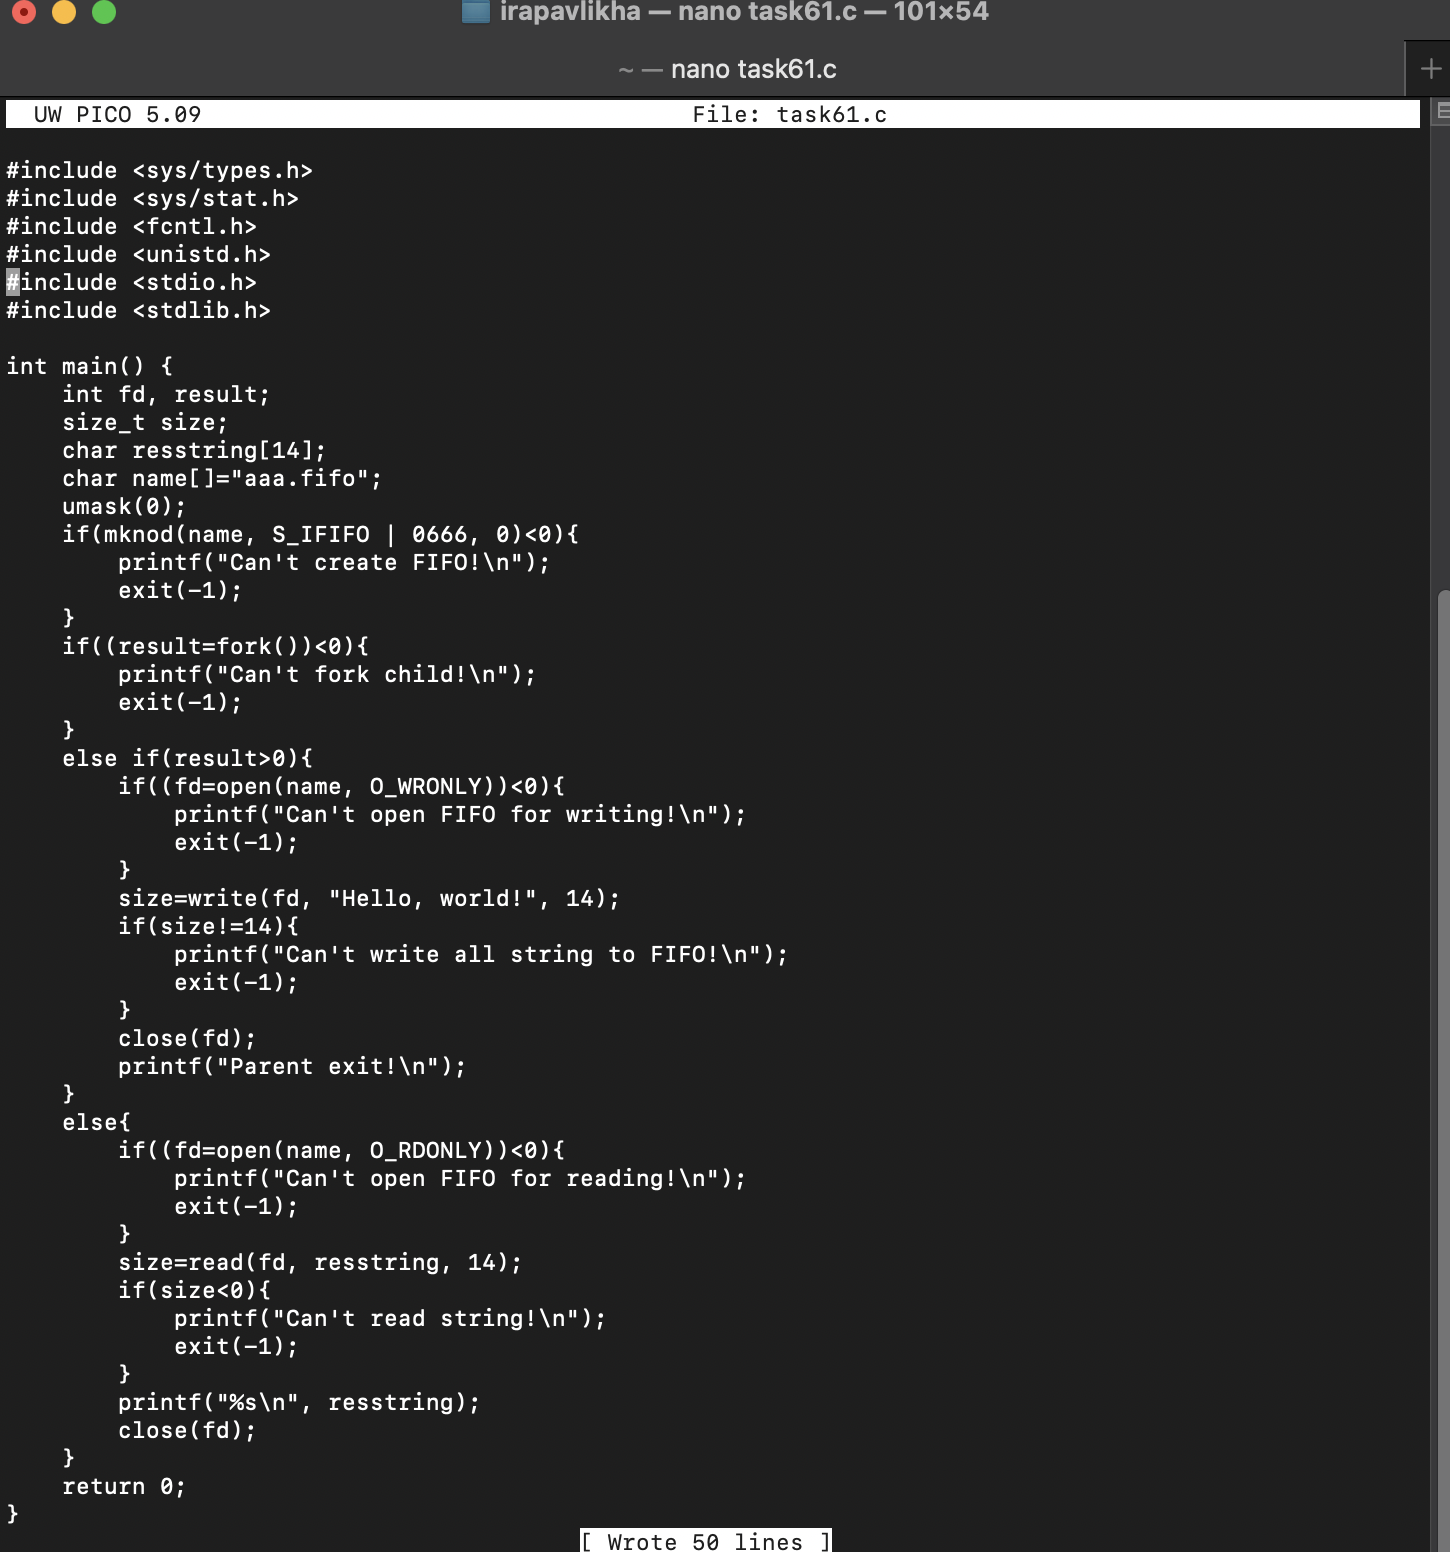 irapavlikha — nano task61.c — 101×54
~ — nano task61.c
+
UW PICO 5.09 File: task61.c
#include <sys/types.h>
#include <sys/stat.h>
#include <fcntl.h>
#include <unistd.h>
#include <stdio.h>
#include <stdlib.h>
int main() {
    int fd, result;
    size_t size;
    char resstring[14];
    char name[]="aaa.fifo";
    umask(0);
    if(mknod(name, S_IFIFO | 0666, 0)<0){
        printf("Can't create FIFO!\n");
        exit(-1);
    }
    if((result=fork())<0){
        printf("Can't fork child!\n");
        exit(-1);
    }
    else if(result>0){
        if((fd=open(name, O_WRONLY))<0){
            printf("Can't open FIFO for writing!\n");
            exit(-1);
        }
        size=write(fd, "Hello, world!", 14);
        if(size!=14){
            printf("Can't write all string to FIFO!\n");
            exit(-1);
        }
        close(fd);
        printf("Parent exit!\n");
    }
    else{
        if((fd=open(name, O_RDONLY))<0){
            printf("Can't open FIFO for reading!\n");
            exit(-1);
        }
        size=read(fd, resstring, 14);
        if(size<0){
            printf("Can't read string!\n");
            exit(-1);
        }
        printf("%s\n", resstring);
        close(fd);
    }
    return 0;
}
[ Wrote 50 lines ]